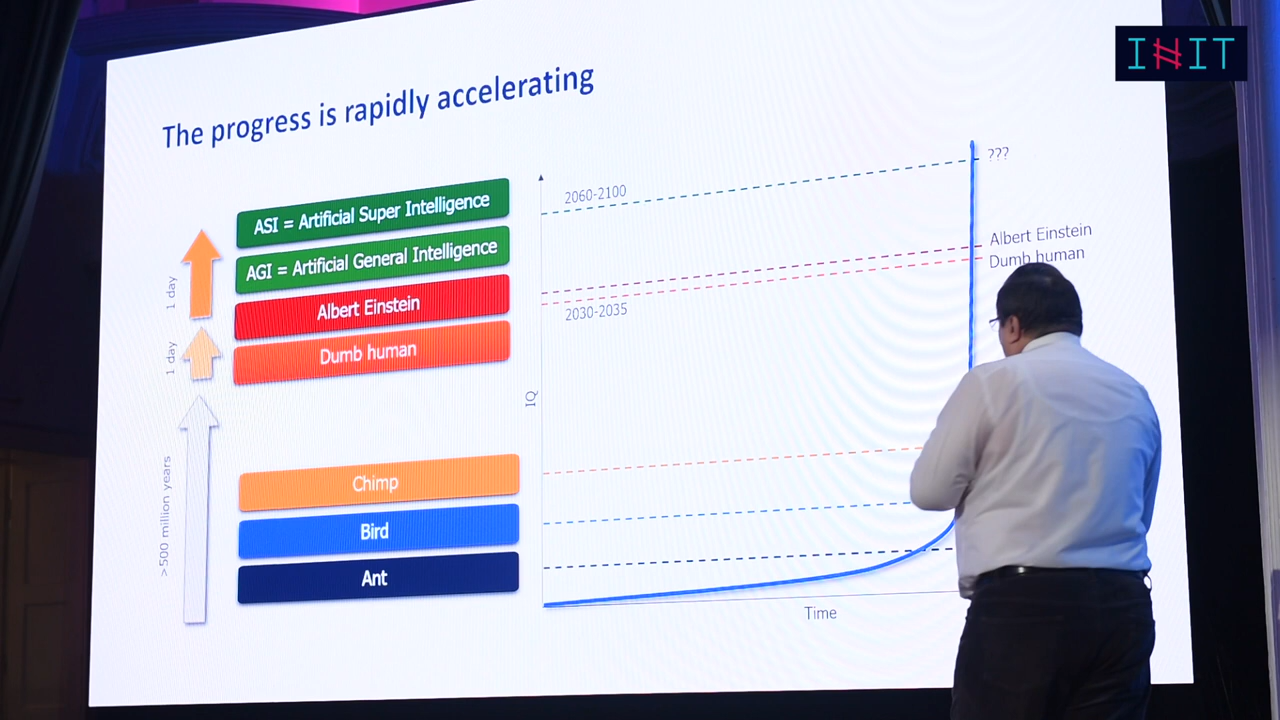 INIT
The progress is rapidly accelerating
ASI = Artificial Super Intelligence
AGI = Artificial General Intelligence
Albert Einstein
Dumb human
Chimp
Bird
Ant
1 day
1 day
>500 million years
IQ
2060-2100
2030-2035
???
Albert Einstein
Dumb human
Time